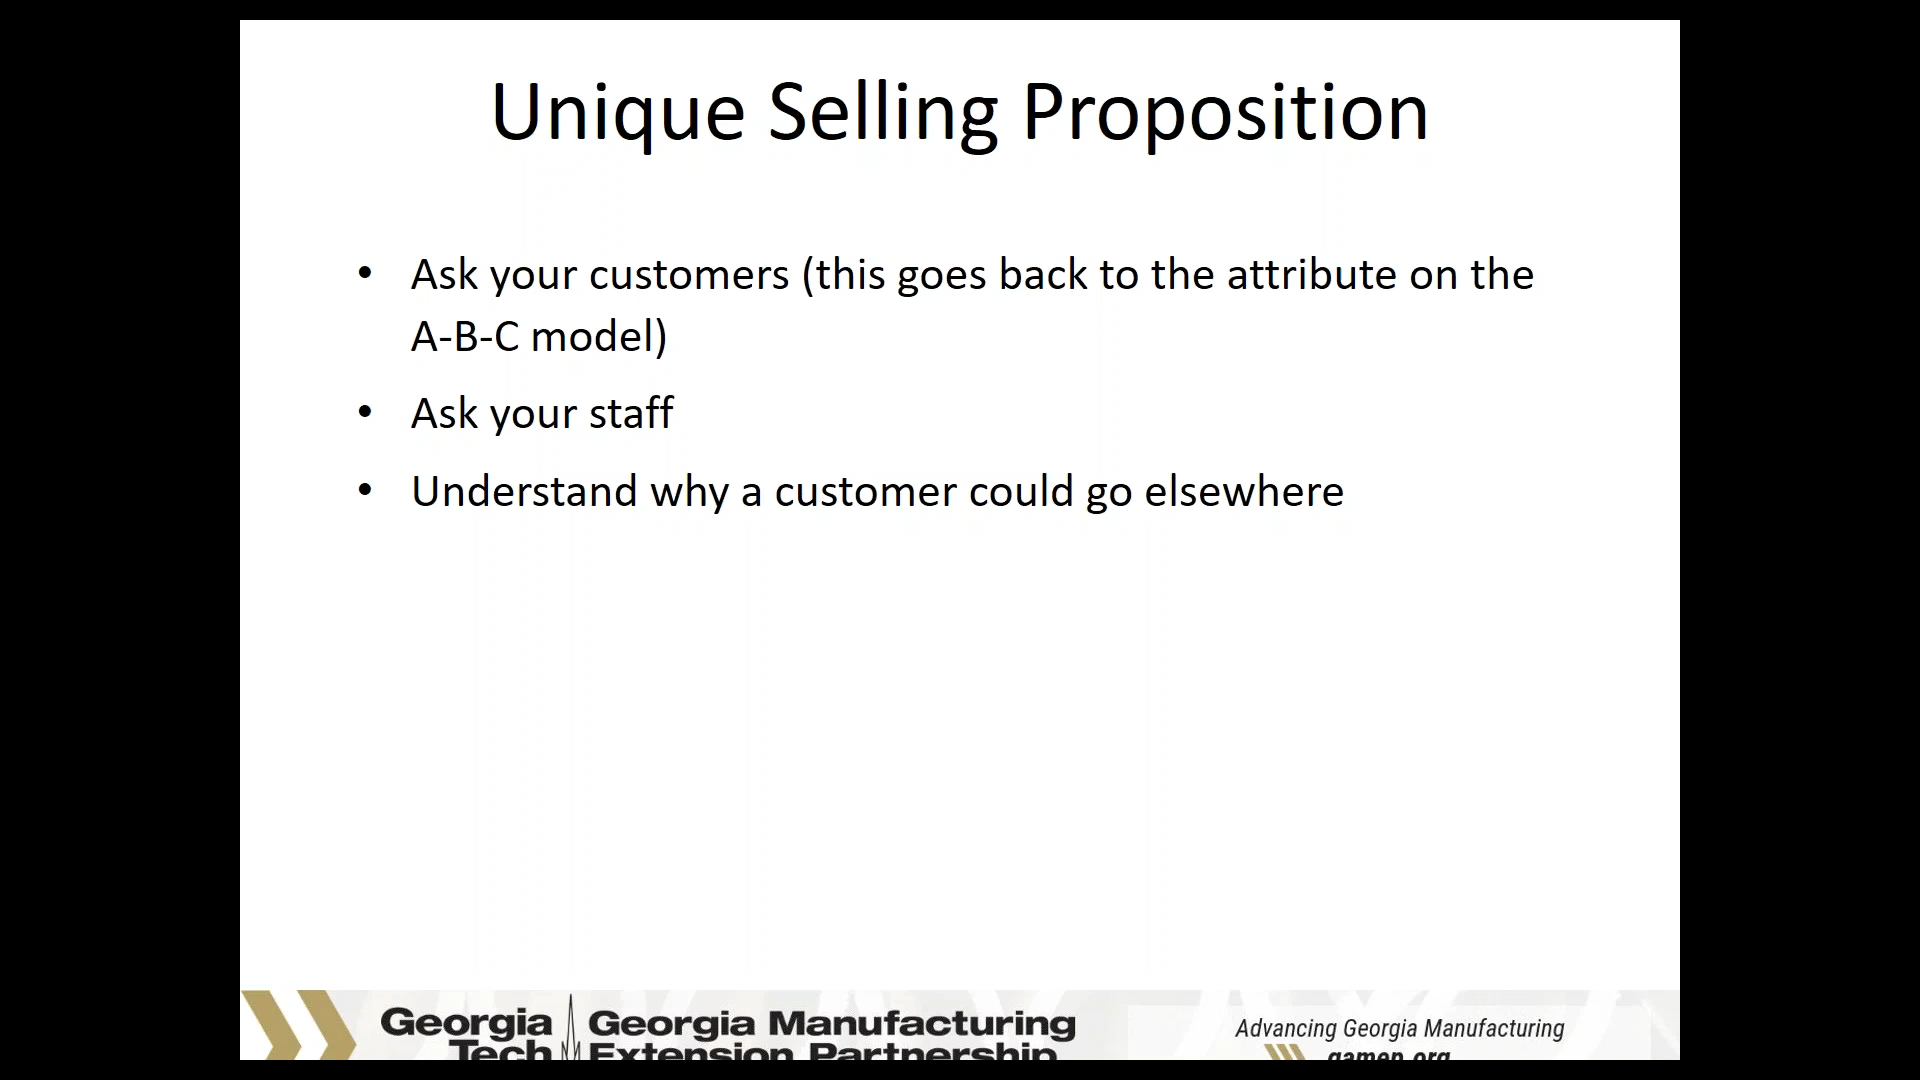 Unique Selling Proposition
• Ask your customers (this goes back to the attribute on the
A-B-C model)
• Ask your staff
• Understand why a customer could go elsewhere
Georgia
Tech
Georgia Manufacturing
Extension Partnership
Advancing Georgia Manufacturing
gamep.org